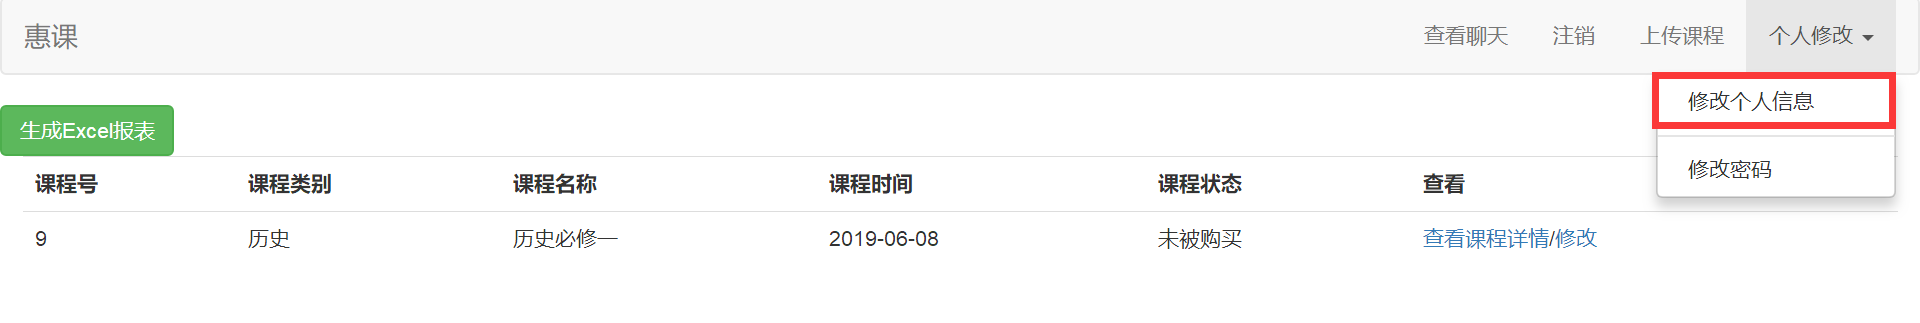 惠课 查看聊天 注销 上传课程 个人修改
修改个人信息
生成Excel报表
修改密码
课程号 课程类别 课程名称 课程时间 课程状态 查看
9 历史 历史必修一 2019-06-08 未被购买 查看课程详情/修改